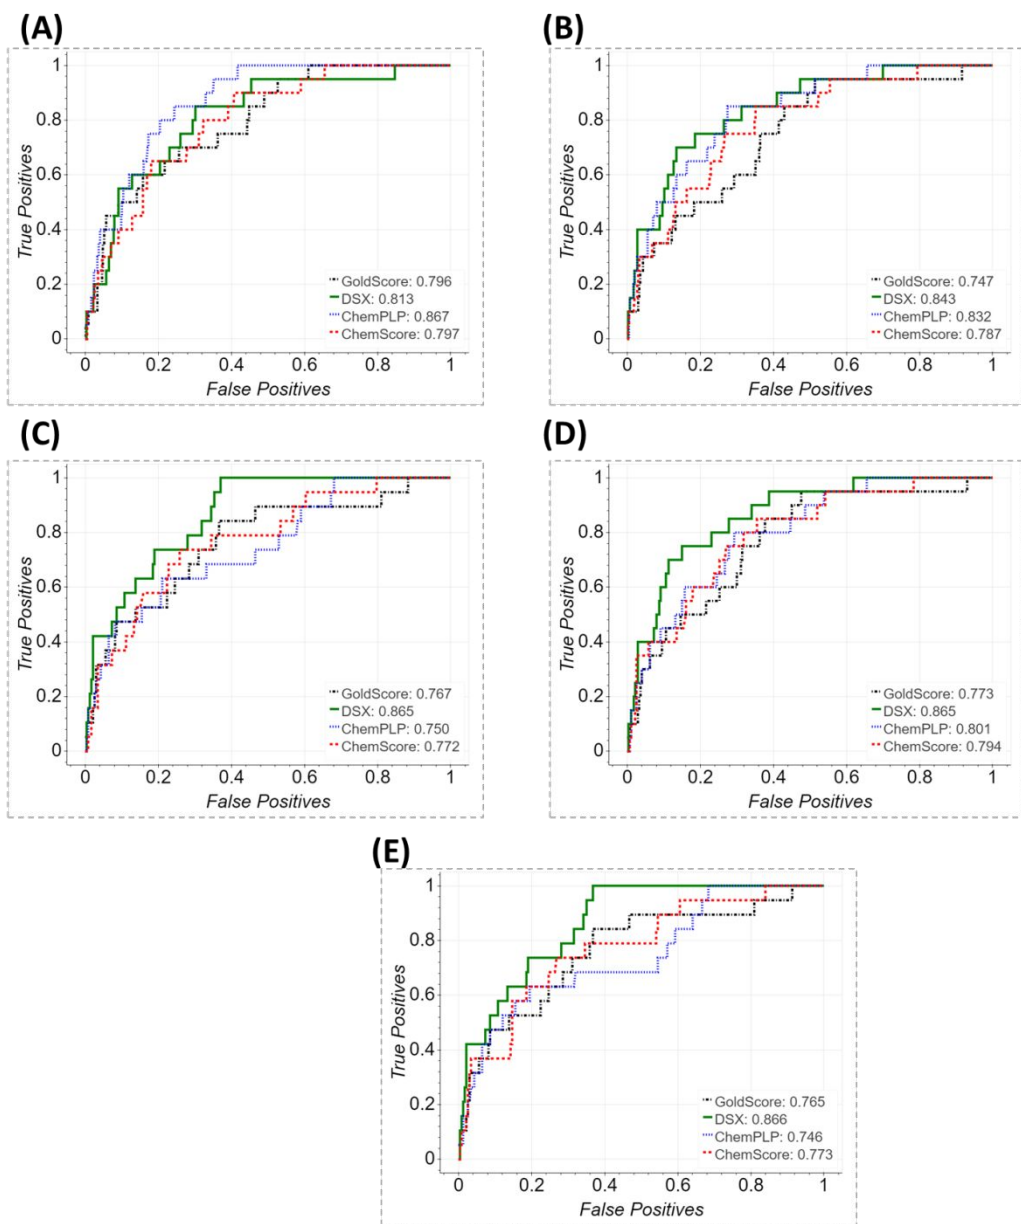 (A)
1
0.8
0.6
0.4
0.2
0
True Positives
0 0.2 0.4 0.6 0.8 1
False Positives
GoldScore: 0.796
DSX: 0.813
ChemPLP: 0.867
ChemScore: 0.797
(B)
1
0.8
0.6
0.4
0.2
0
True Positives
0 0.2 0.4 0.6 0.8 1
False Positives
GoldScore: 0.747
DSX: 0.843
ChemPLP: 0.832
ChemScore: 0.787
(C)
1
0.8
0.6
0.4
0.2
0
True Positives
0 0.2 0.4 0.6 0.8 1
False Positives
GoldScore: 0.767
DSX: 0.865
ChemPLP: 0.750
ChemScore: 0.772
(D)
1
0.8
0.6
0.4
0.2
0
True Positives
0 0.2 0.4 0.6 0.8 1
False Positives
GoldScore: 0.773
DSX: 0.865
ChemPLP: 0.801
ChemScore: 0.794
(E)
1
0.8
0.6
0.4
0.2
0
True Positives
0 0.2 0.4 0.6 0.8 1
False Positives
GoldScore: 0.765
DSX: 0.866
ChemPLP: 0.746
ChemScore: 0.773